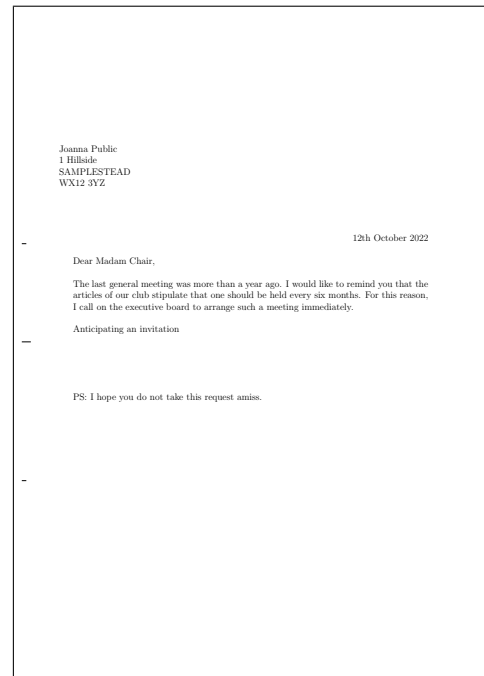 Joanna Public
1 Hillside
SAMPLESTEAD
WX12 3YZ
12th October 2022
Dear Madam Chair,
The last general meeting was more than a year ago. I would like to remind you that the
articles of our club stipulate that one should be held every six months. For this reason,
I call on the executive board to arrange such a meeting immediately.
Anticipating an invitation
PS: I hope you do not take this request amiss.